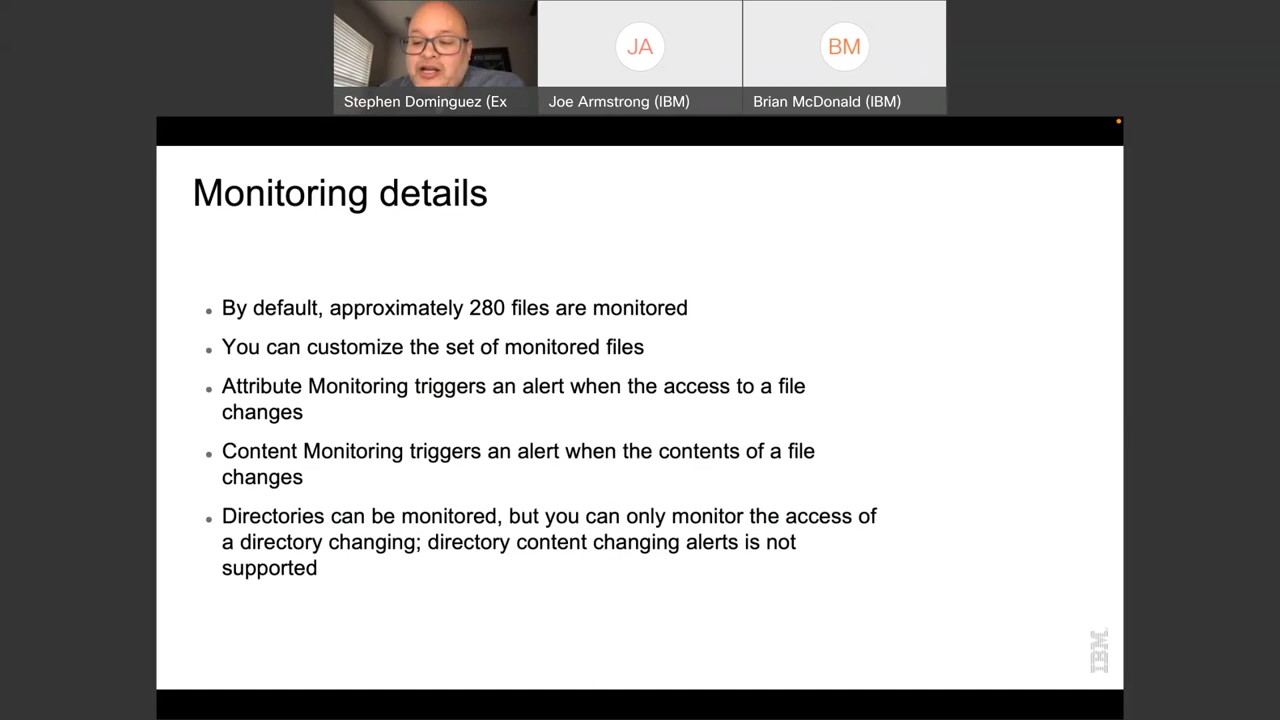 JA
BM
Stephen Dominguez (Ex
Joe Armstrong (IBM)
Brian McDonald (IBM)
Monitoring details
• By default, approximately 280 files are monitored
• You can customize the set of monitored files
• Attribute Monitoring triggers an alert when the access to a file
changes
• Content Monitoring triggers an alert when the contents of a file
changes
• Directories can be monitored, but you can only monitor the access of
a directory changing; directory content changing alerts is not
supported
IBM